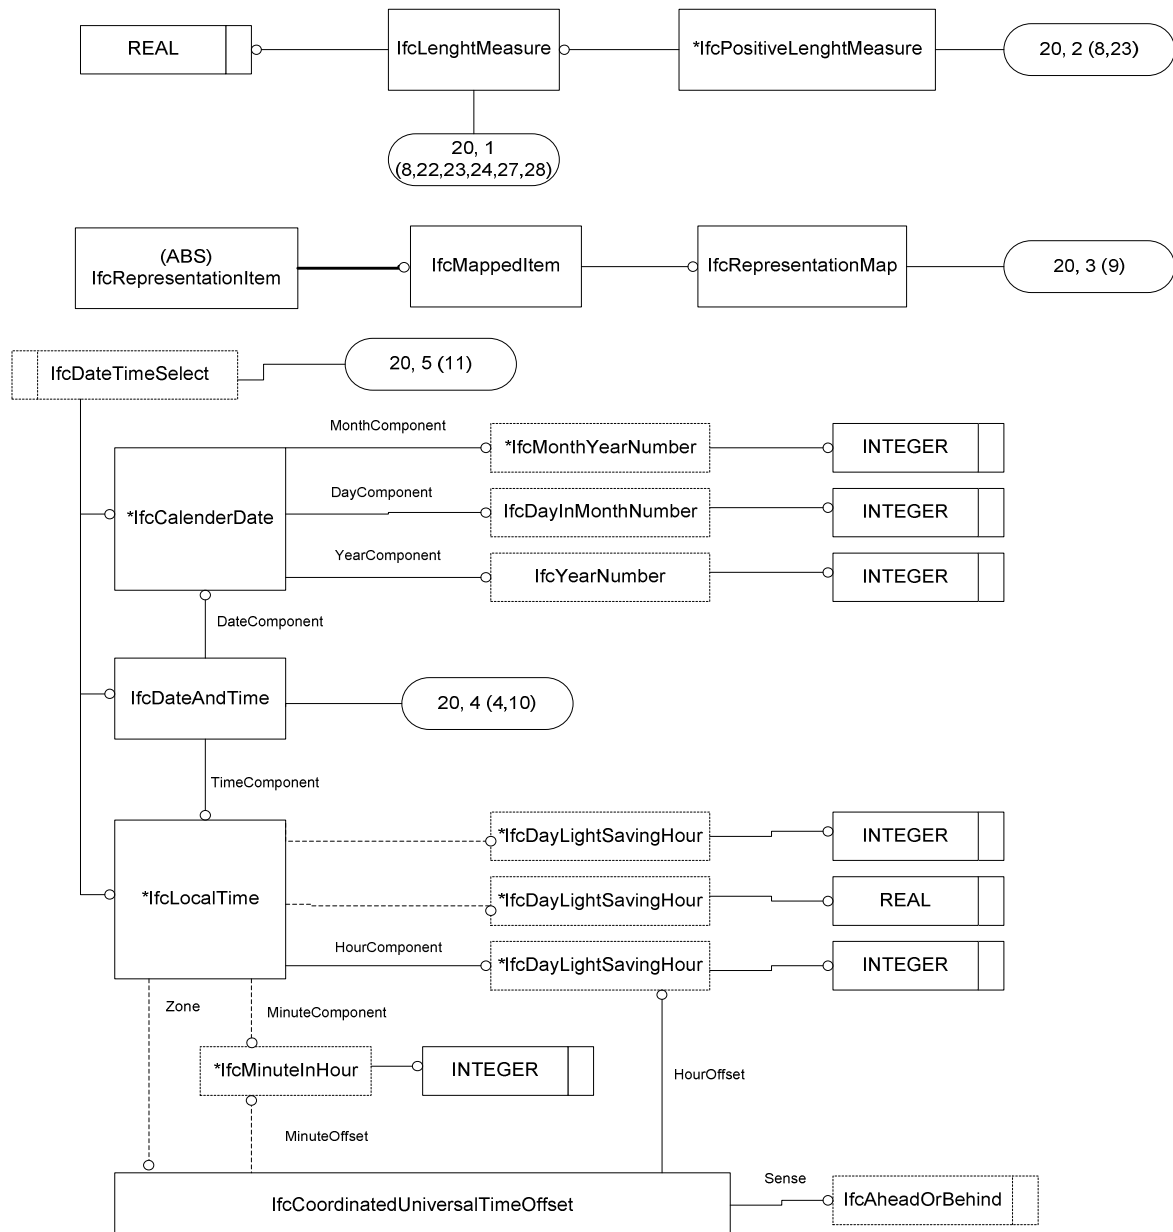 REAL
IfcLenghtMeasure
*IfcPositiveLenghtMeasure
20, 2 (8,23)
20, 1
(8,22,23,24,27,28)
(ABS)
IfcRepresentationItem
IfcMappedItem
IfcRepresentationMap
20, 3 (9)
IfcDateTimeSelect
20, 5 (11)
MonthComponent
*IfcMonthYearNumber
INTEGER
*IfcCalenderDate
DayComponent
IfcDayInMonthNumber
INTEGER
YearComponent
IfcYearNumber
INTEGER
DateComponent
IfcDateAndTime
20, 4 (4,10)
TimeComponent
*IfcLocalTime
*IfcDayLightSavingHour
INTEGER
*IfcDayLightSavingHour
REAL
HourComponent
*IfcDayLightSavingHour
INTEGER
Zone
MinuteComponent
*IfcMinuteInHour
INTEGER
HourOffset
MinuteOffset
IfcCoordinatedUniversalTimeOffset
Sense
IfcAheadOrBehind